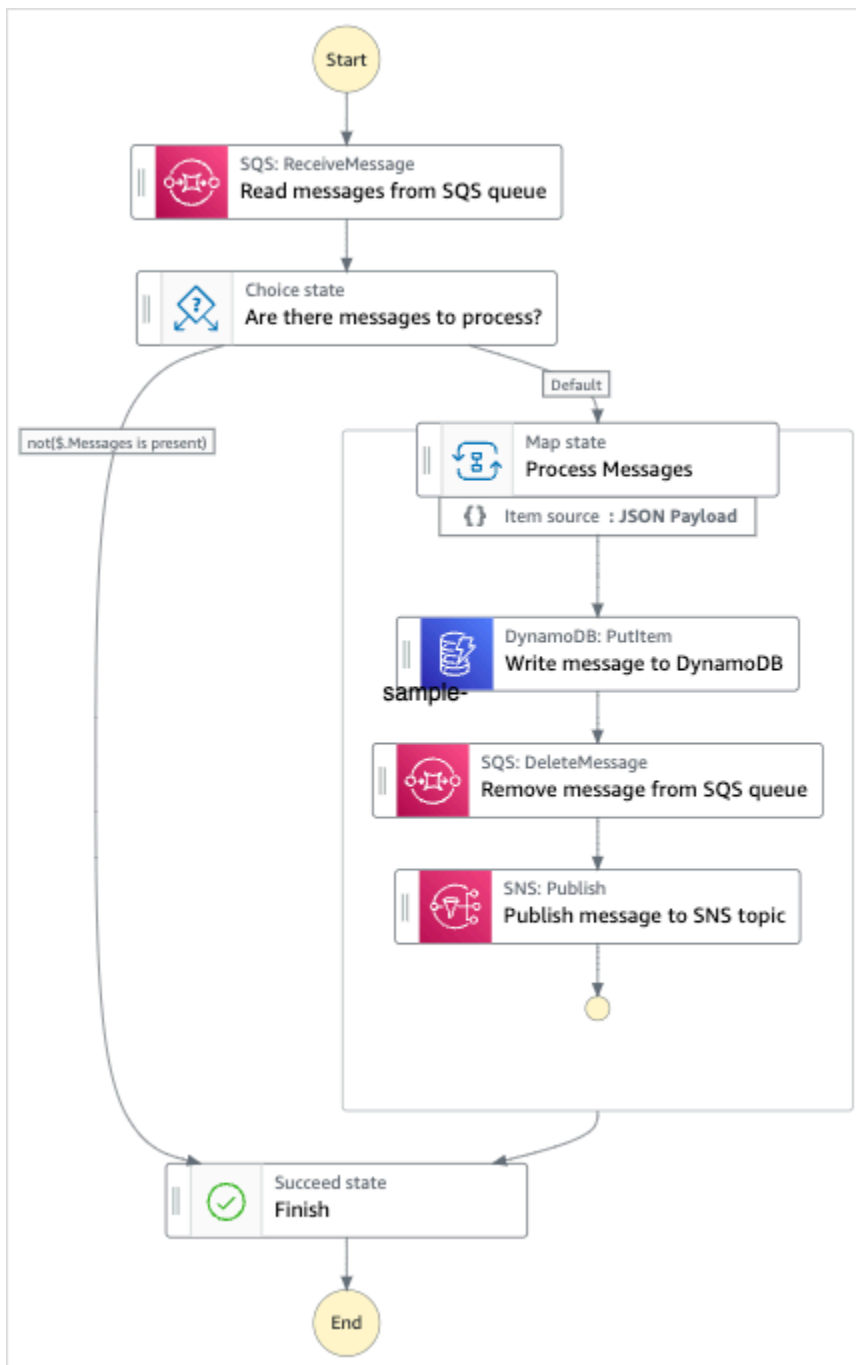 Start
SQS: ReceiveMessage
Read messages from SQS queue
Choice state
Are there messages to process?
Default
not($.Messages is present)
Map state
Process Messages
{} Item source : JSON Payload
DynamoDB: PutItem
Write message to DynamoDB
sample-
SQS: DeleteMessage
Remove message from SQS queue
SNS: Publish
Publish message to SNS topic
Succeed state
Finish
End